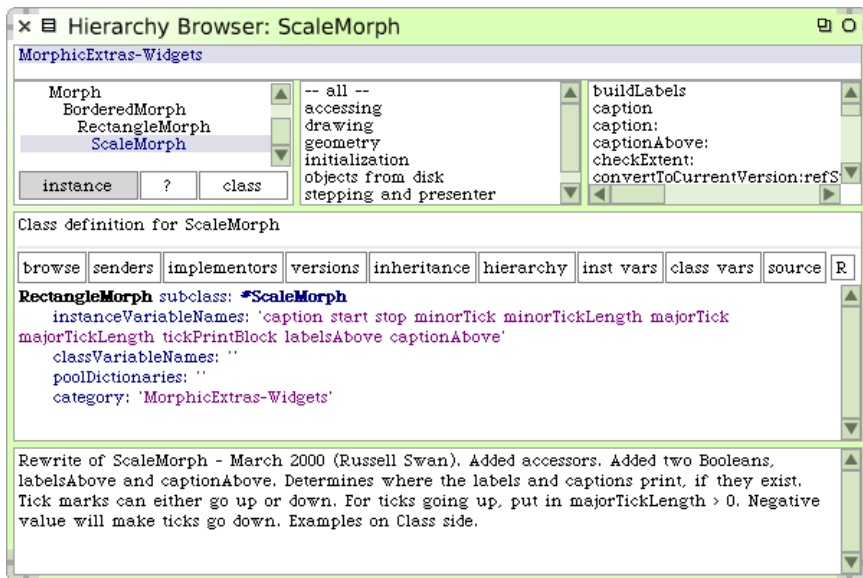 Hierarchy Browser: ScaleMorph
MorphicExtras-Widgets
Morph
BorderedMorph
RectangleMorph
ScaleMorph
instance ? class
-- all --
accessing
drawing
geometry
initialization
objects from disk
stepping and presenter
buildLabels
caption
caption:
captionAbove:
checkExtent:
convertToCurrentVersion:refS
Class definition for ScaleMorph
browse senders implementors versions inheritance hierarchy inst vars class vars source R
RectangleMorph subclass: #ScaleMorph
instanceVariableNames: 'caption start stop minorTick minorTickLength majorTick
majorTickLength tickPrintBlock labelsAbove captionAbove'
classVariableNames: ''
poolDictionaries: ''
category: 'MorphicExtras-Widgets'
Rewrite of ScaleMorph - March 2000 (Russell Swan). Added accessors. Added two Booleans,
labelsAbove and captionAbove. Determines where the labels and captions print, if they exist.
Tick marks can either go up or down. For ticks going up, put in majorTickLength > 0. Negative
value will make ticks go down. Examples on Class side.